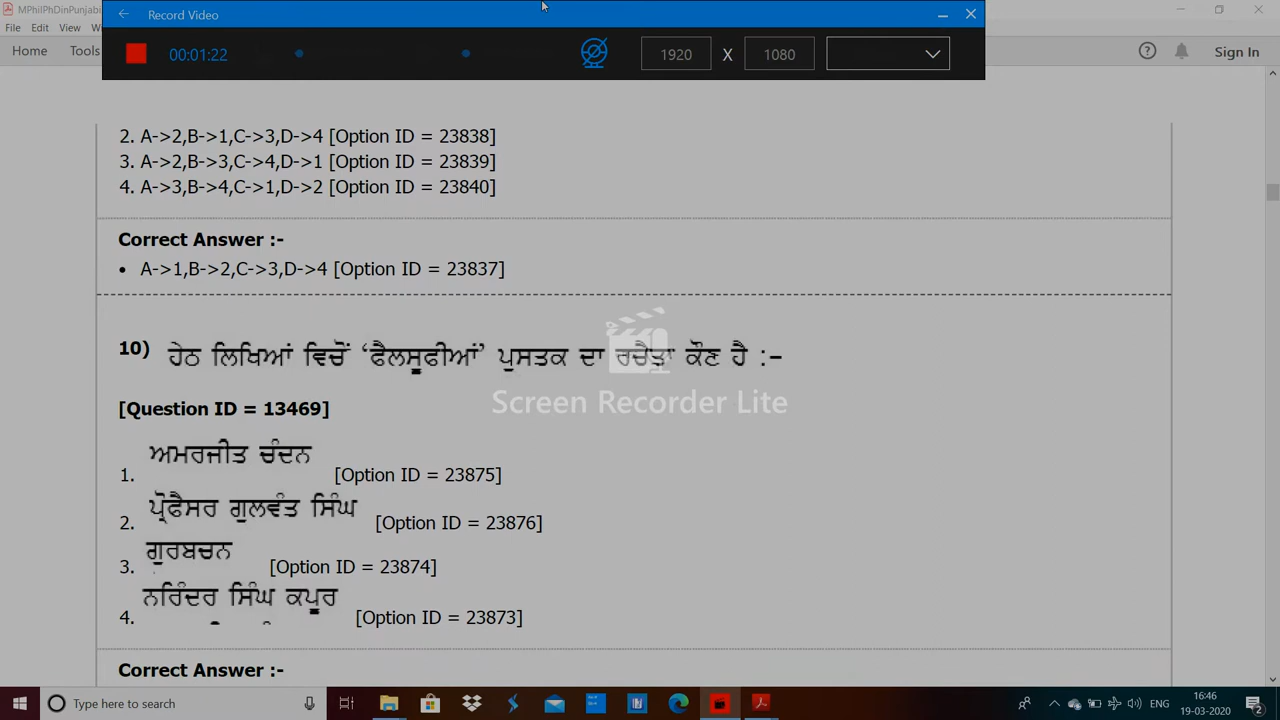 MPhilPhDinPunjabi
Record Video
File Edit View W
00:01:22
1920 X 1080
Home Tools
Sign In
2. A->2,B->1,C->3,D->4 [Option ID = 23838]
3. A->2,B->3,C->4,D->1 [Option ID = 23839]
4. A->3,B->4,C->1,D->2 [Option ID = 23840]
Correct Answer :-
• A->1,B->2,C->3,D->4 [Option ID = 23837]
10) ਹੇਠ ਲਿਖਿਆਂ ਵਿਚੋਂ ‘ਫੈਲਸੂਫੀਆਂ’ ਪੁਸਤਕ ਦਾ ਰਚੈਤਾ ਕੌਣ ਹੈ :-
Screen Recorder Lite
[Question ID = 13469]
1. ਅਮਰਜੀਤ ਚੰਦਨ [Option ID = 23875]
2. ਪ੍ਰੋਫੈਸਰ ਗੁਲਵੰਤ ਸਿੰਘ [Option ID = 23876]
3. ਗੁਰਬਚਨ [Option ID = 23874]
4. ਨਰਿੰਦਰ ਸਿੰਘ ਕਪੂਰ [Option ID = 23873]
Correct Answer :-
Type here to search
ENG
16:46
19-03-2020
2